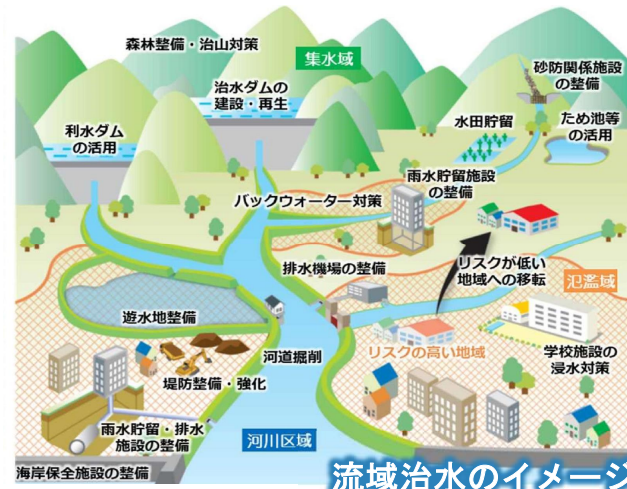 森林整備・治山対策
集水域
砂防関係施設
の整備
治水ダムの
建設・再生
利水ダム
の活用
水田貯留
ため池等
の活用
雨水貯留施設
の整備
バックウォーター対策
排水機場の整備
リスクが低い
地域への移転
氾濫域
遊水地整備
河道掘削
リスクの高い地域
学校施設の
浸水対策
堤防整備・強化
雨水貯留・排水
施設の整備
河川区域
海岸保全施設の整備
流域治水のイメージ